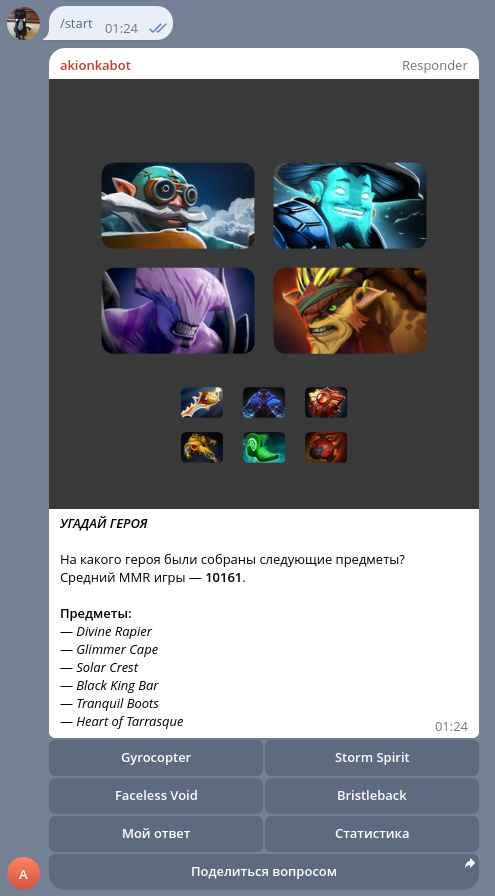 /start 01:24
akionkabot Responder
УГАДАЙ ГЕРОЯ
На какого героя были собраны следующие предметы?
Средний MMR игры — 10161.
Предметы:
— Divine Rapier
— Glimmer Cape
— Solar Crest
— Black King Bar
— Tranquil Boots
— Heart of Tarrasque
01:24
Gyrocopter Storm Spirit
Faceless Void Bristleback
Мой ответ Статистика
A Поделиться вопросом